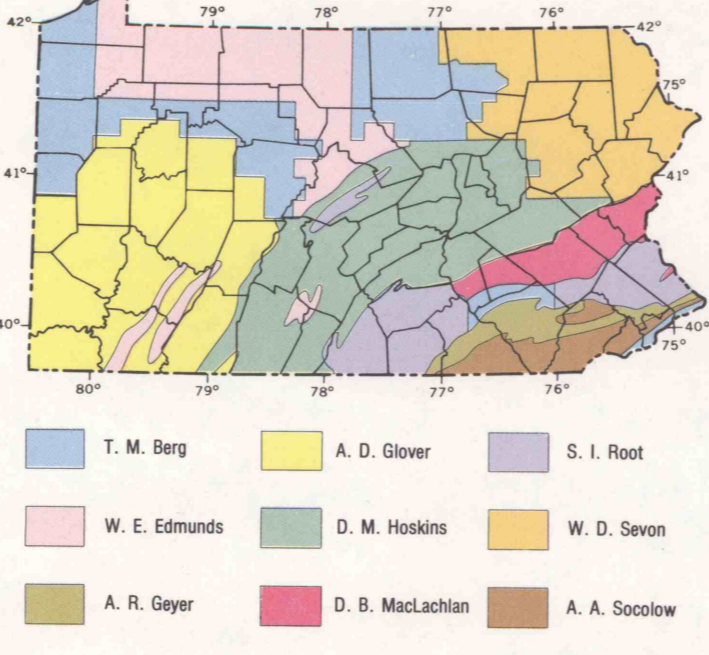 79° 78° 77° 76°
42° 42°
75°
41° 41°
40° 40°
75°
80° 79° 78° 77° 76°
T. M. Berg A. D. Glover S. I. Root
W. E. Edmunds D. M. Hoskins W. D. Sevon
A. R. Geyer D. B. MacLachlan A. A. Socolow